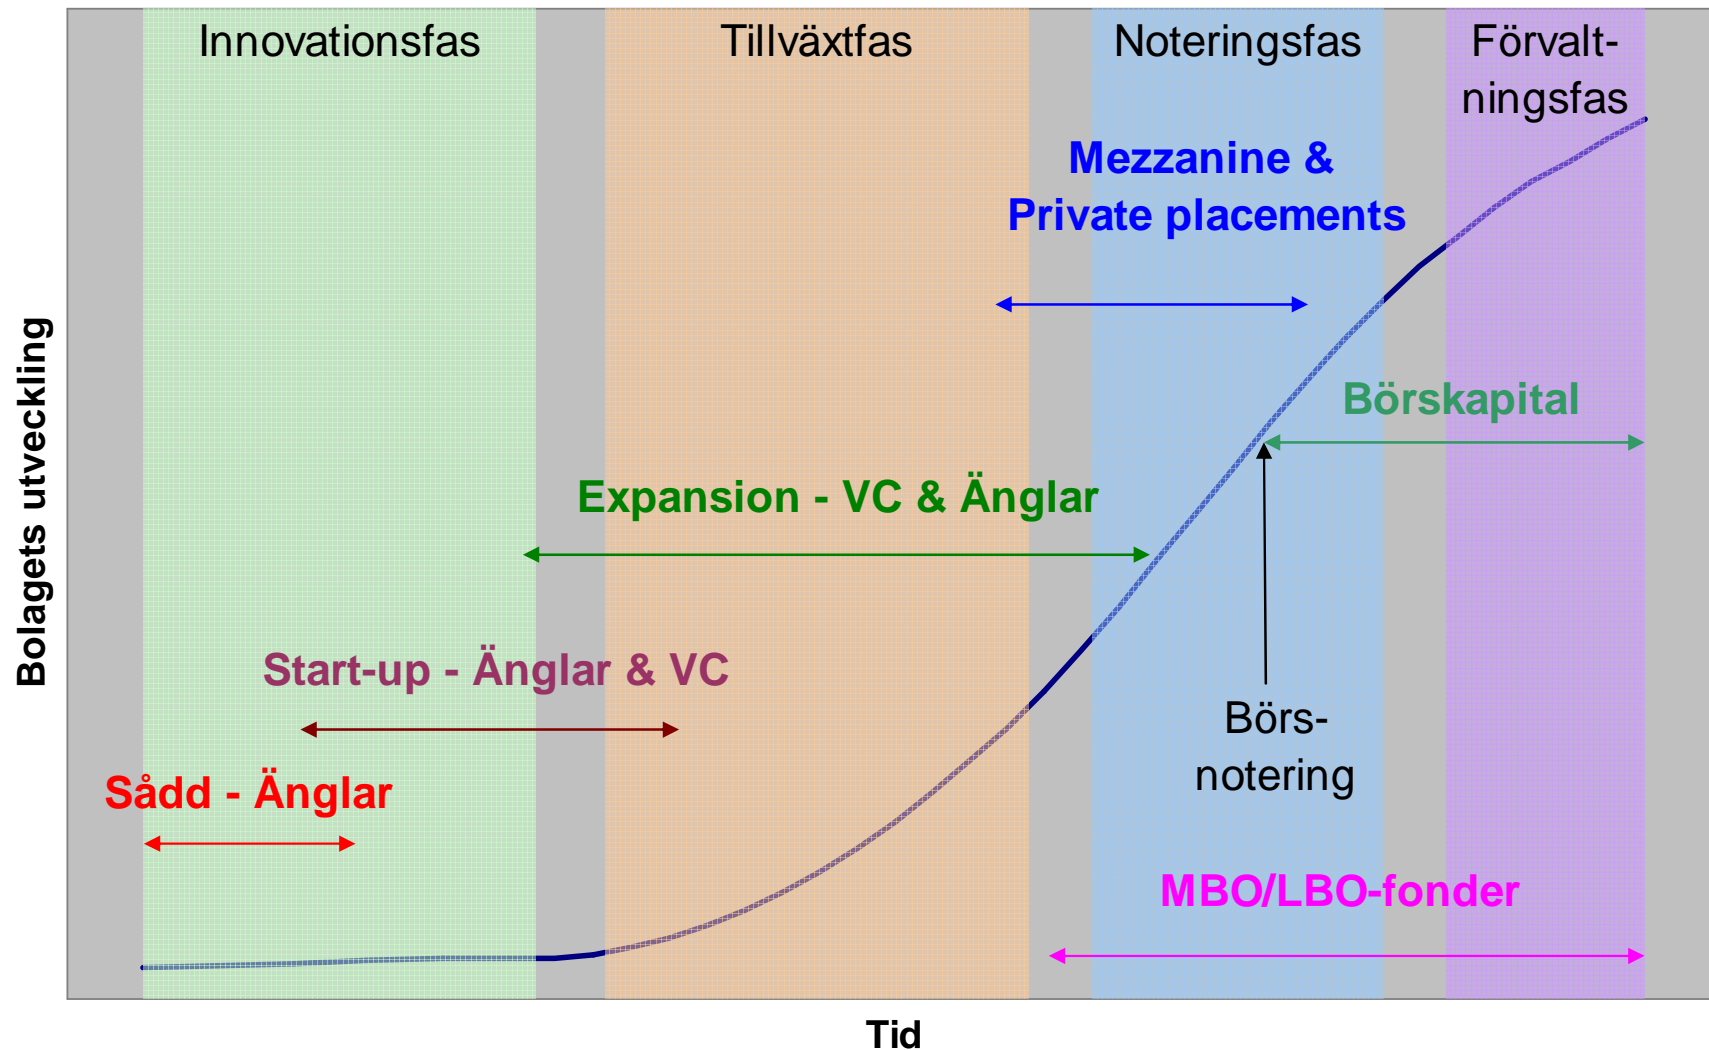 Innovationsfas
Tillväxtfas
Noteringsfas
Förvalt-
ningsfas
Mezzanine &
Private placements
Börskapital
Expansion - VC & Änglar
Start-up - Änglar & VC
Börs-
notering
Sådd - Änglar
MBO/LBO-fonder
Bolagets utveckling
Tid